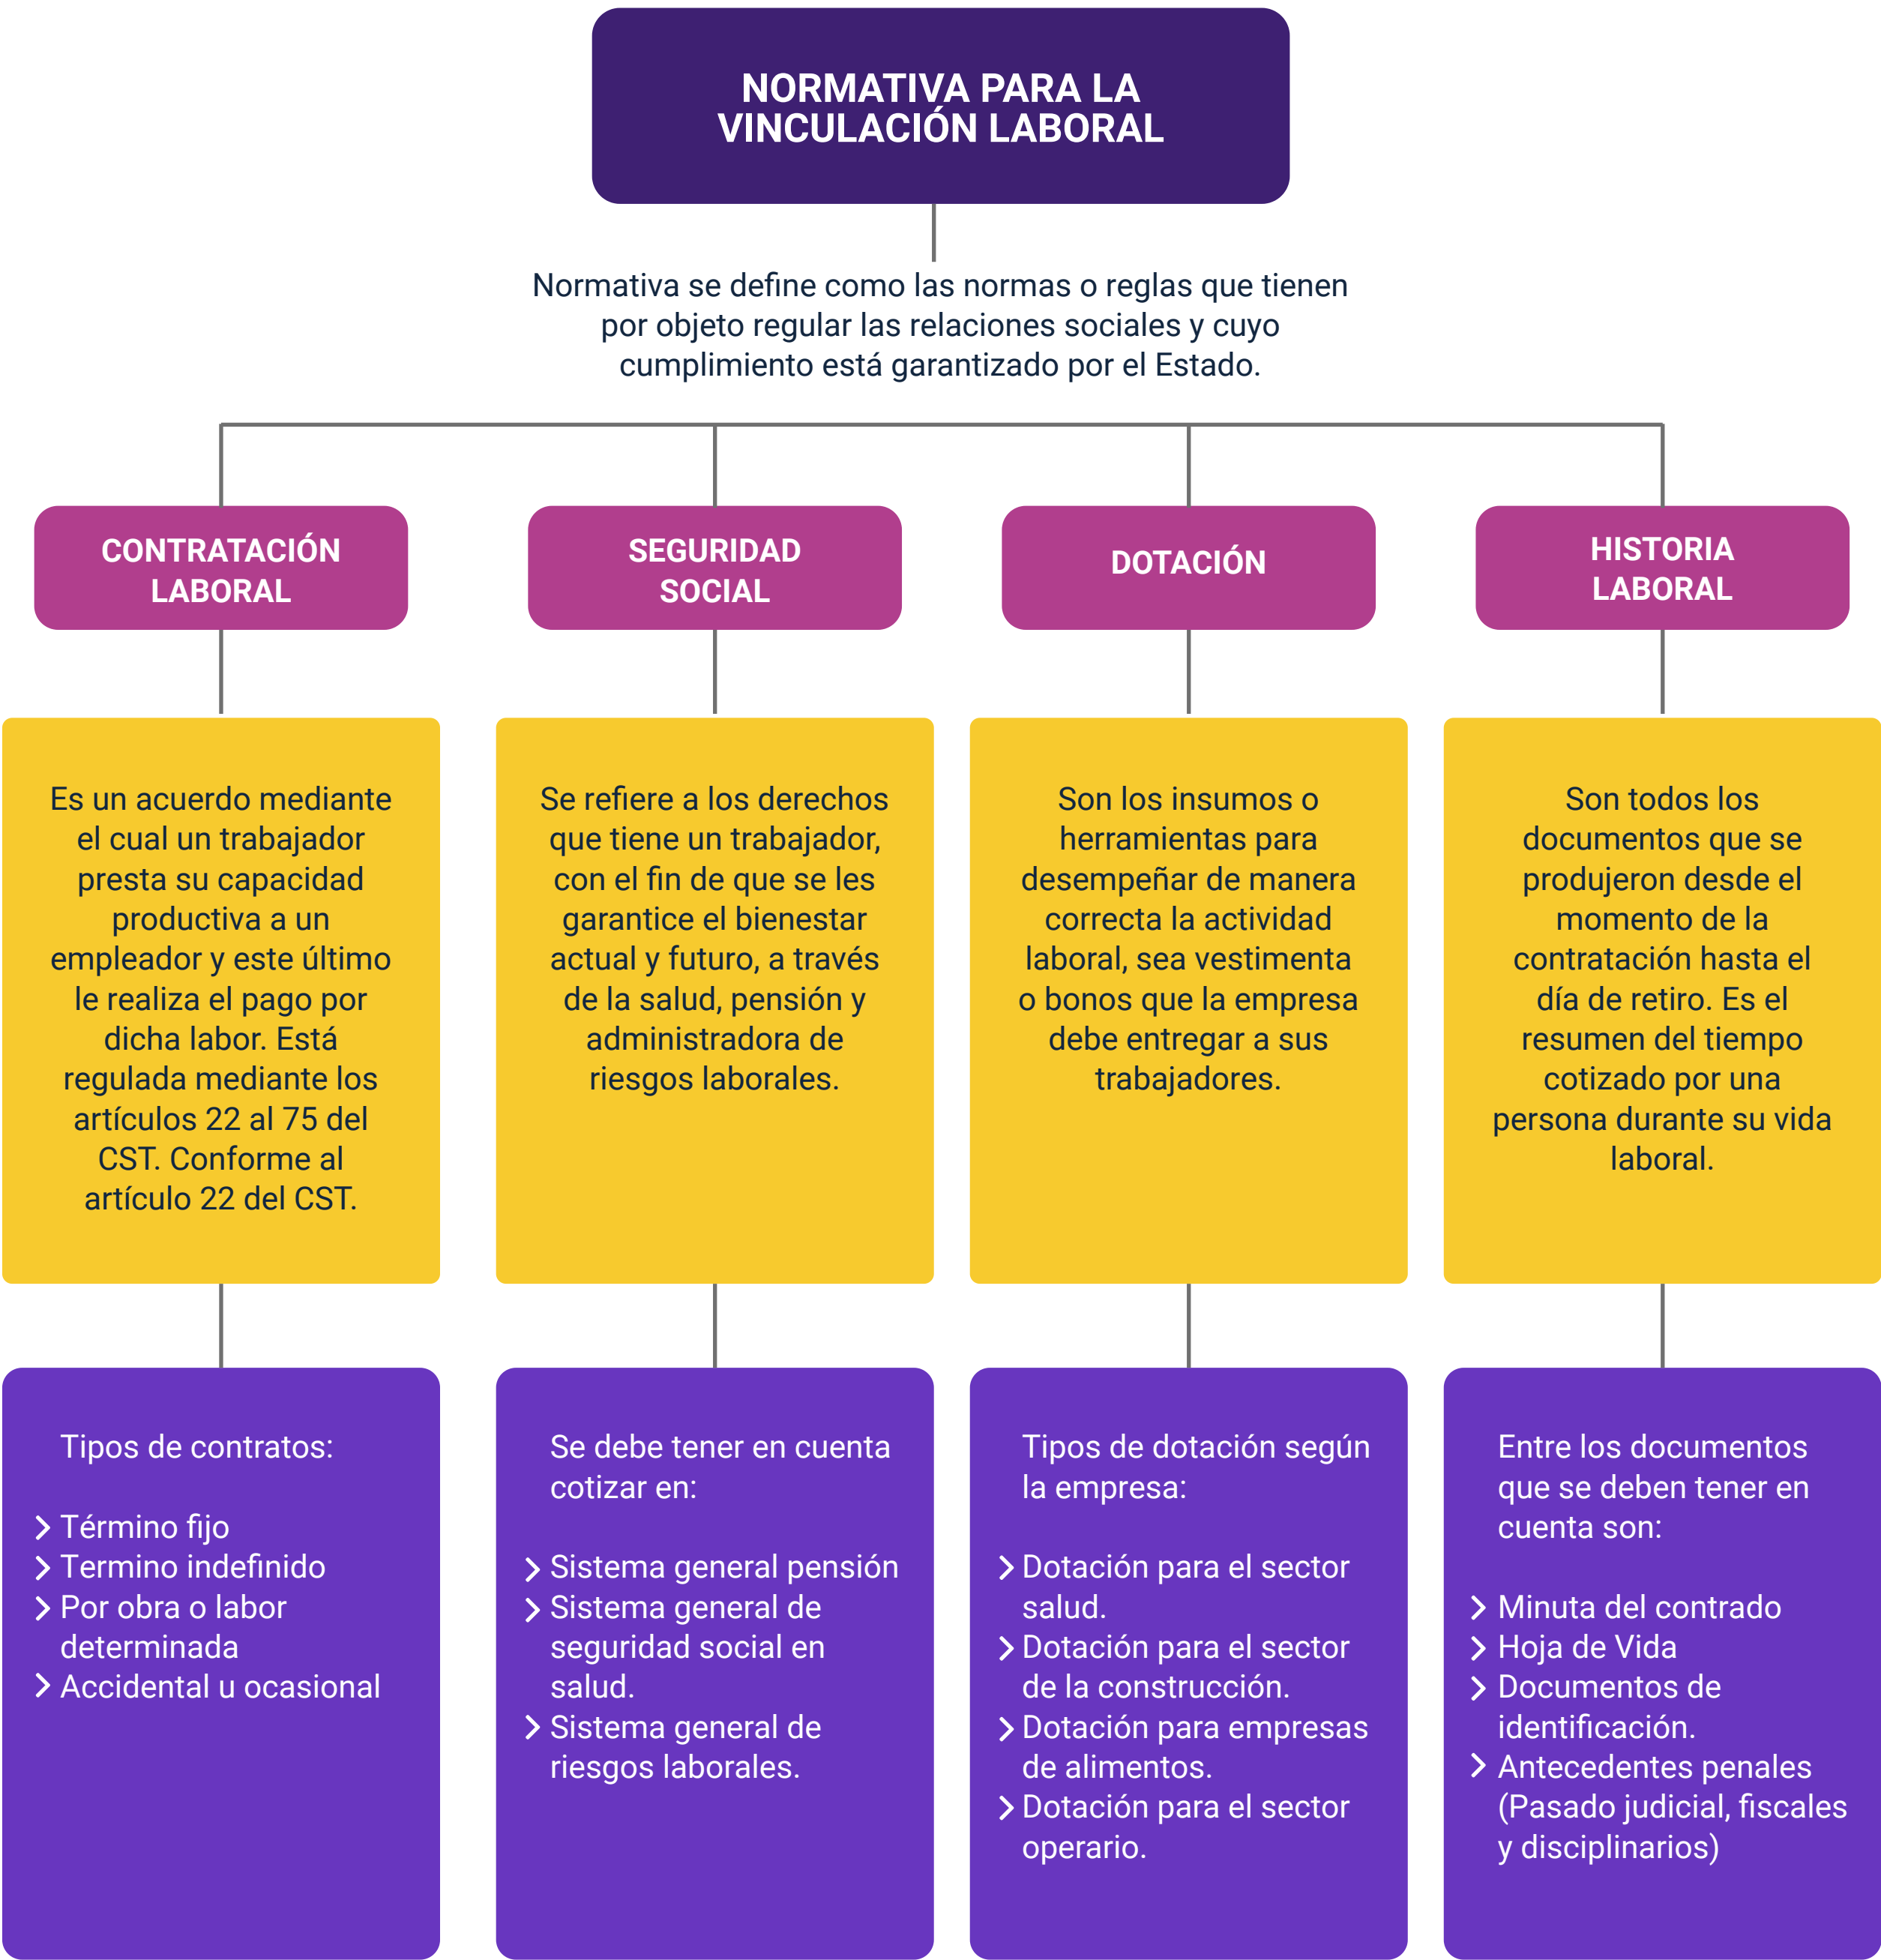 NORMATIVA PARA LA
VINCULACIÓN LABORAL
Normativa se define como las normas o reglas que tienen
por objeto regular las relaciones sociales y cuyo
cumplimiento está garantizado por el Estado.
CONTRATACIÓN
LABORAL
Es un acuerdo mediante
el cual un trabajador
presta su capacidad
productiva a un
empleador y este último
le realiza el pago por
dicha labor. Está
regulada mediante los
artículos 22 al 75 del
CST. Conforme al
artículo 22 del CST.
Tipos de contratos:
Término fijo
Termino indefinido
Por obra o labor
determinada
Accidental u ocasional
SEGURIDAD
SOCIAL
Se refiere a los derechos
que tiene un trabajador,
con el fin de que se les
garantice el bienestar
actual y futuro, a través
de la salud, pensión y
administradora de
riesgos laborales.
Se debe tener en cuenta
cotizar en:
Sistema general pensión
Sistema general de
seguridad social en
salud.
Sistema general de
riesgos laborales.
DOTACIÓN
Son los insumos o
herramientas para
desempeñar de manera
correcta la actividad
laboral, sea vestimenta
o bonos que la empresa
debe entregar a sus
trabajadores.
Tipos de dotación según
la empresa:
Dotación para el sector
salud.
Dotación para el sector
de la construcción.
Dotación para empresas
de alimentos.
Dotación para el sector
operario.
HISTORIA
LABORAL
Son todos los
documentos que se
produjeron desde el
momento de la
contratación hasta el
día de retiro. Es el
resumen del tiempo
cotizado por una
persona durante su vida
laboral.
Entre los documentos
que se deben tener en
cuenta son:
Minuta del contrado
Hoja de Vida
Documentos de
identificación.
Antecedentes penales
(Pasado judicial, fiscales
y disciplinarios)